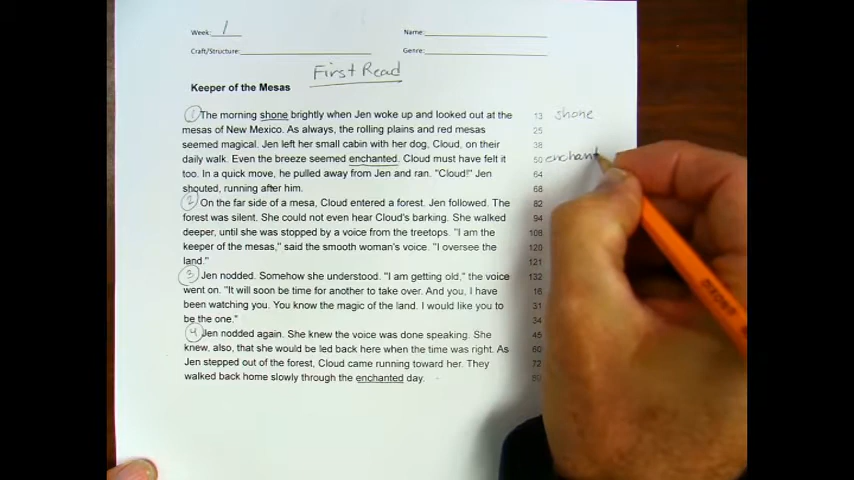 Week: 1 Name:
Craft/Structure: Genre:
First Read
Keeper of the Mesas
1 The morning shone brightly when Jen woke up and looked out at the 13 shone
mesas of New Mexico. As always, the rolling plains and red mesas 25
seemed magical. Jen left her small cabin with her dog, Cloud, on their 38
daily walk. Even the breeze seemed enchanted. Cloud must have felt it 50 enchant
too. In a quick move, he pulled away from Jen and ran. "Cloud!" Jen 64
shouted, running after him. 68
2 On the far side of a mesa, Cloud entered a forest. Jen followed. The 82
forest was silent. She could not even hear Cloud's barking. She walked 94
deeper, until she was stopped by a voice from the treetops. "I am the 108
keeper of the mesas," said the smooth woman's voice. "I oversee the 120
land." 121
3 Jen nodded. Somehow she understood. "I am getting old," the voice 132
went on. "It will soon be time for another to take over. And you, I have 16
been watching you. You know the magic of the land. I would like you to 31
be the one." 34
4 Jen nodded again. She knew the voice was done speaking. She 45
knew, also, that she would be led back here when the time was right. As 60
Jen stepped out of the forest, Cloud came running toward her. They 72
walked back home slowly through the enchanted day. 80
DIXON